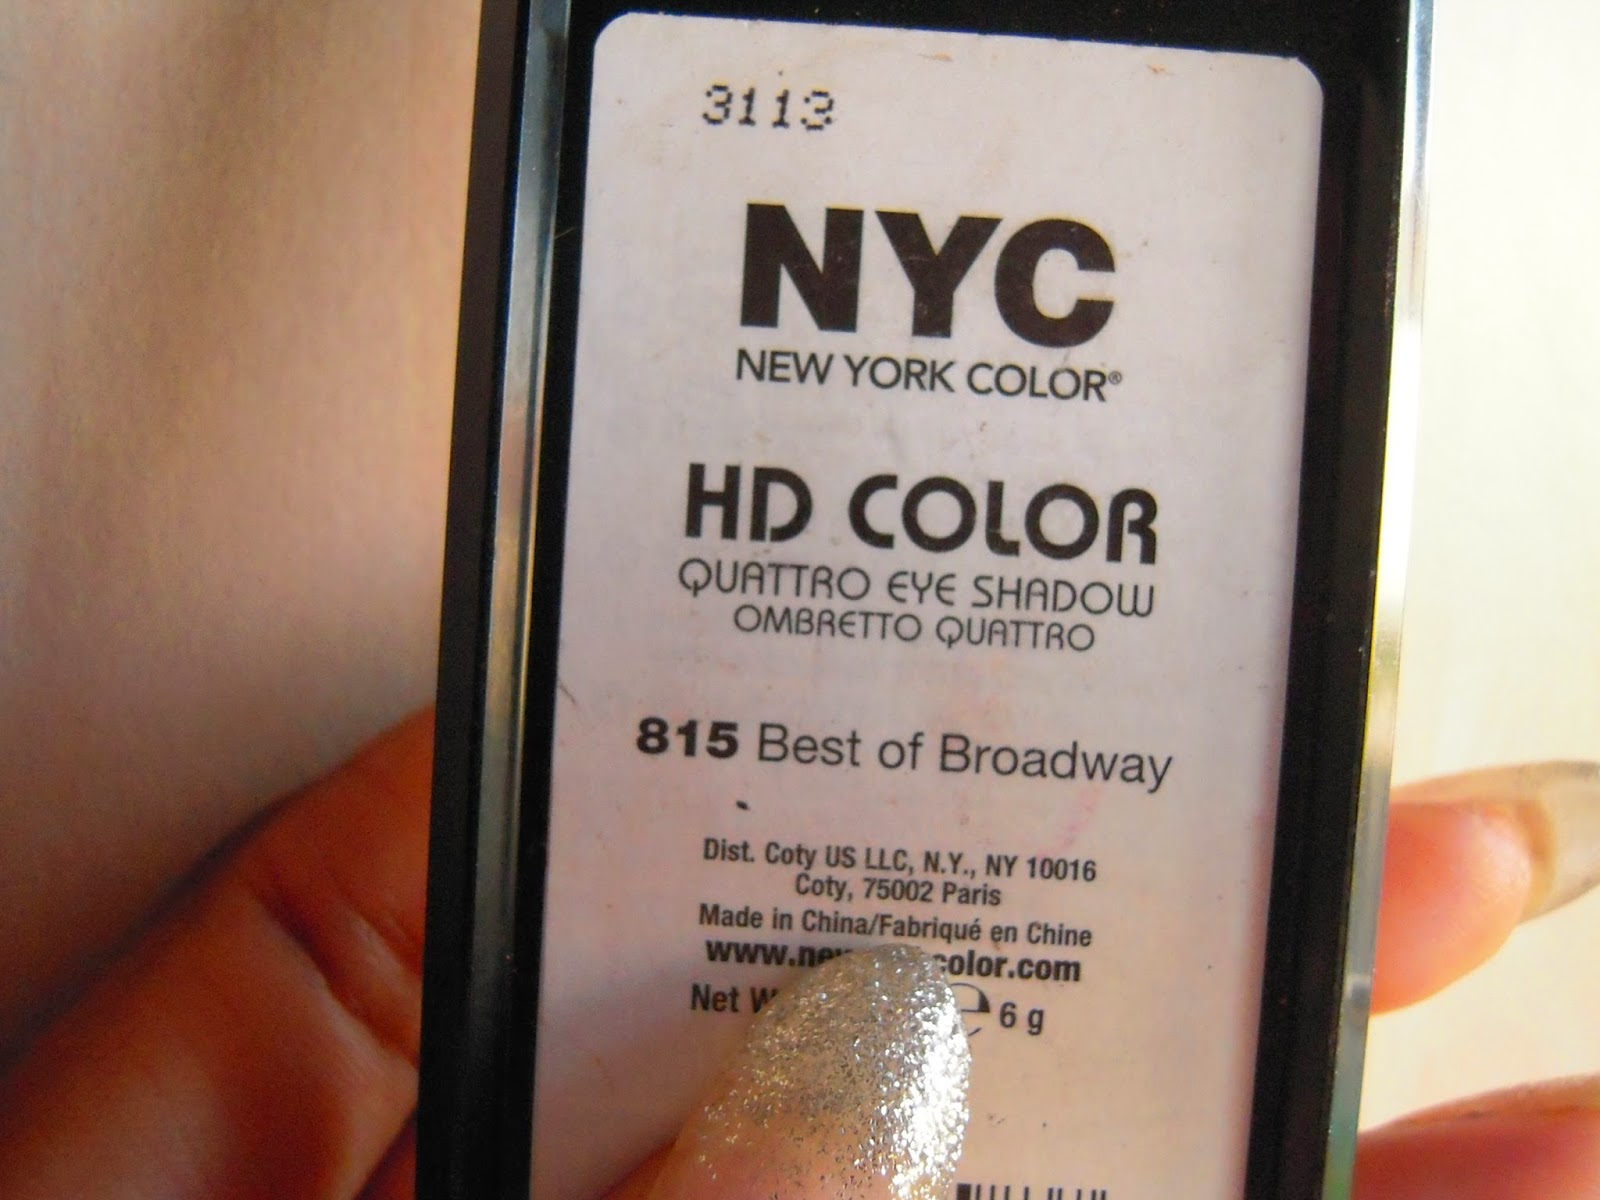 3113
NYC
NEW YORK COLOR®
HD COLOR
QUATTRO EYE SHADOW
OMBRETTO QUATTRO
815 Best of Broadway
Dist. Coty US LLC, N.Y., NY 10016
Coty, 75002 Paris
Made in China/Fabriqué en Chine
color.com
Net ℮ 6 g